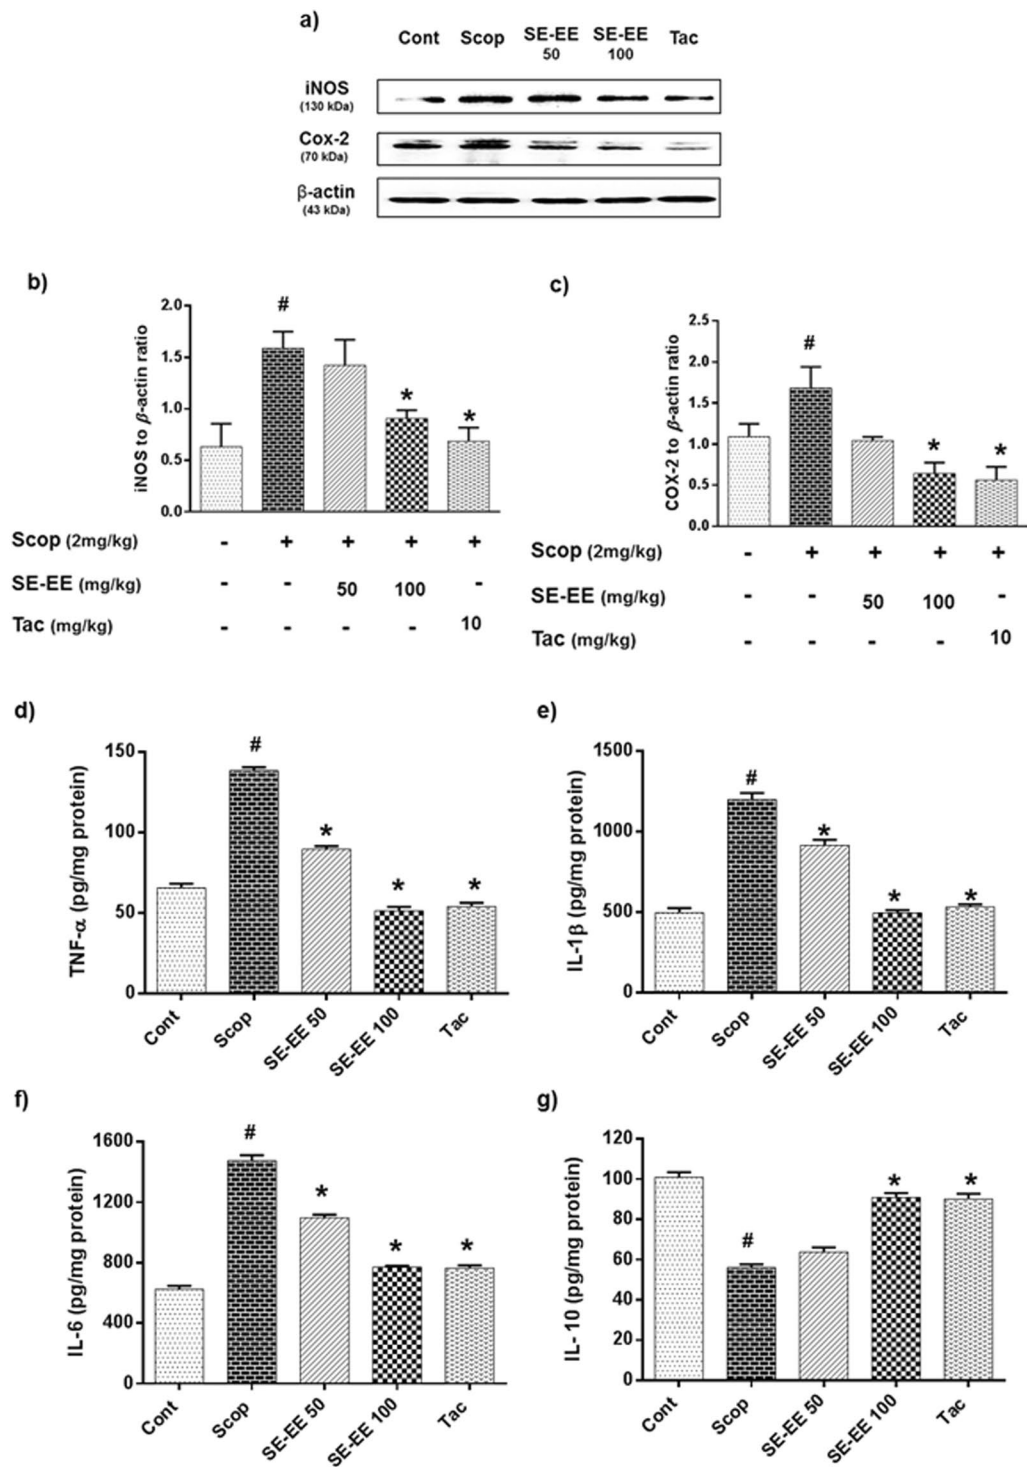 a)
Cont Scop SE-EE 50 SE-EE 100 Tac
iNOS
(130 kDa)
Cox-2
(70 kDa)
β-actin
(43 kDa)
b)
iNOS to β-actin ratio
2.0
1.5
1.0
0.5
0.0
# * *
Scop (2mg/kg) - + + + +
SE-EE (mg/kg) - - 50 100 -
Tac (mg/kg) - - - - 10
c)
COX-2 to β-actin ratio
2.5
2.0
1.5
1.0
0.5
0.0
# * *
Scop (2mg/kg) - + + + +
SE-EE (mg/kg) - - 50 100 -
Tac (mg/kg) - - - - 10
d)
TNF-α (pg/mg protein)
150
100
50
0
# * * *
Cont Scop SE-EE 50 SE-EE 100 Tac
e)
IL-1β (pg/mg protein)
1500
1000
500
0
# * * *
Cont Scop SE-EE 50 SE-EE 100 Tac
f)
IL-6 (pg/mg protein)
1600
1200
800
400
0
# * * *
Cont Scop SE-EE 50 SE-EE 100 Tac
g)
IL- 10 (pg/mg protein)
120
100
80
60
40
20
0
# * *
Cont Scop SE-EE 50 SE-EE 100 Tac